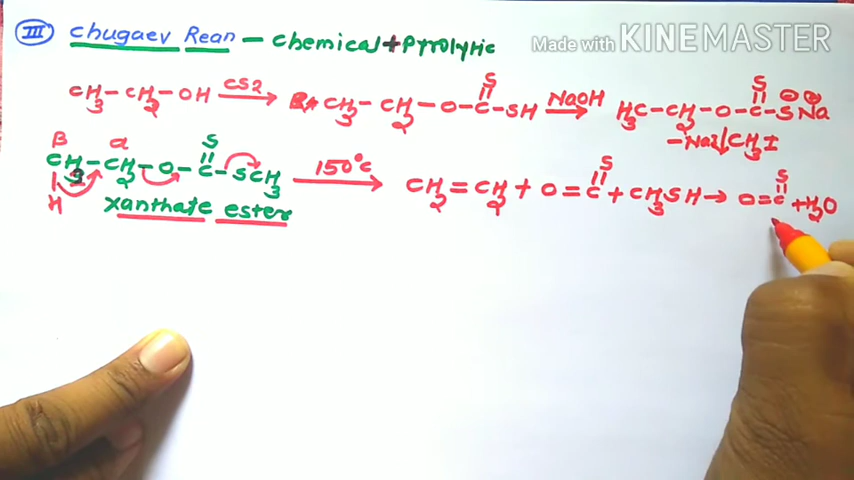 III chugaev Rean - chemical + Pyrolytic
Made with KINEMASTER
CH3-CH2-OH CS2→ CH3-CH2-O-C(=S)-SH NaOH→ H3C-CH2-O-C(=S)-S⊖ Na⊕
-NaI↓CH3I
β α
CH3-CH2-O-C(=S)-SCH3 150°c→ CH2=CH2 + O=C=S + CH3SH → O=C=S + H2O
H
xanthate ester